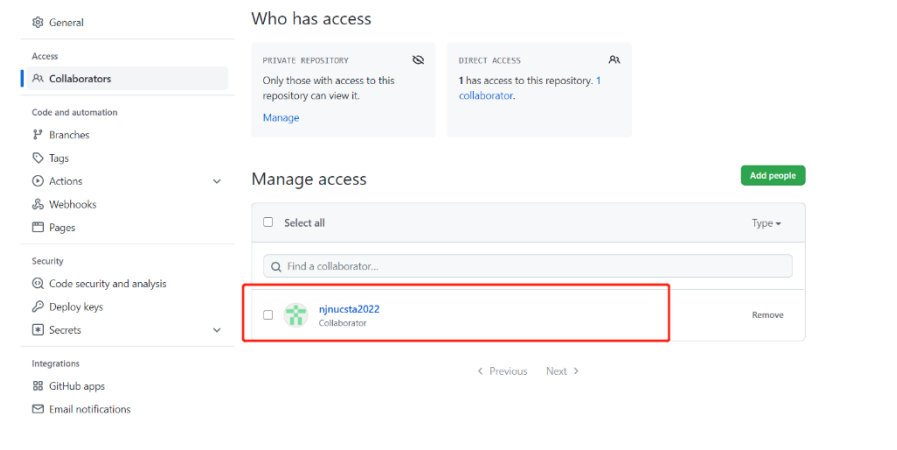 General
Access
Collaborators
Code and automation
Branches
Tags
Actions
Webhooks
Pages
Security
Code security and analysis
Deploy keys
Secrets
Integrations
GitHub apps
Email notifications
Who has access
PRIVATE REPOSITORY
Only those with access to this
repository can view it.
Manage
DIRECT ACCESS
1 has access to this repository. 1
collaborator.
Manage access
Add people
Select all
Type
Find a collaborator...
njnucsta2022
Collaborator
Remove
Previous
Next